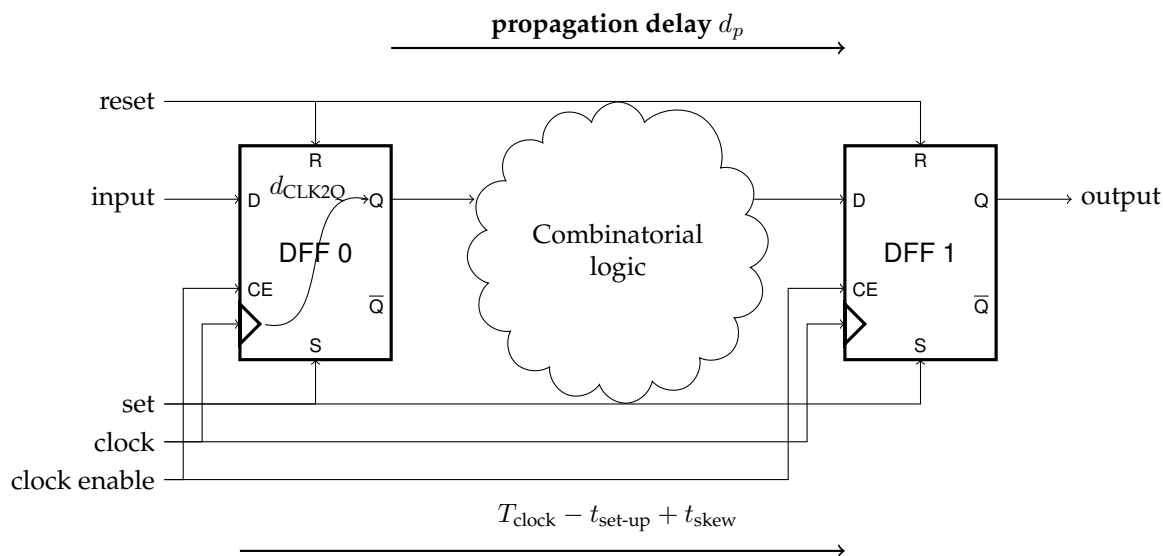 propagation delay d_p
reset
R
R
d_CLK2Q
input
D
Q
D
Q
output
Combinatorial
logic
DFF 0
DFF 1
CE
Q̅
CE
Q̅
S
S
set
clock
clock enable
T_clock − t_set-up + t_skew